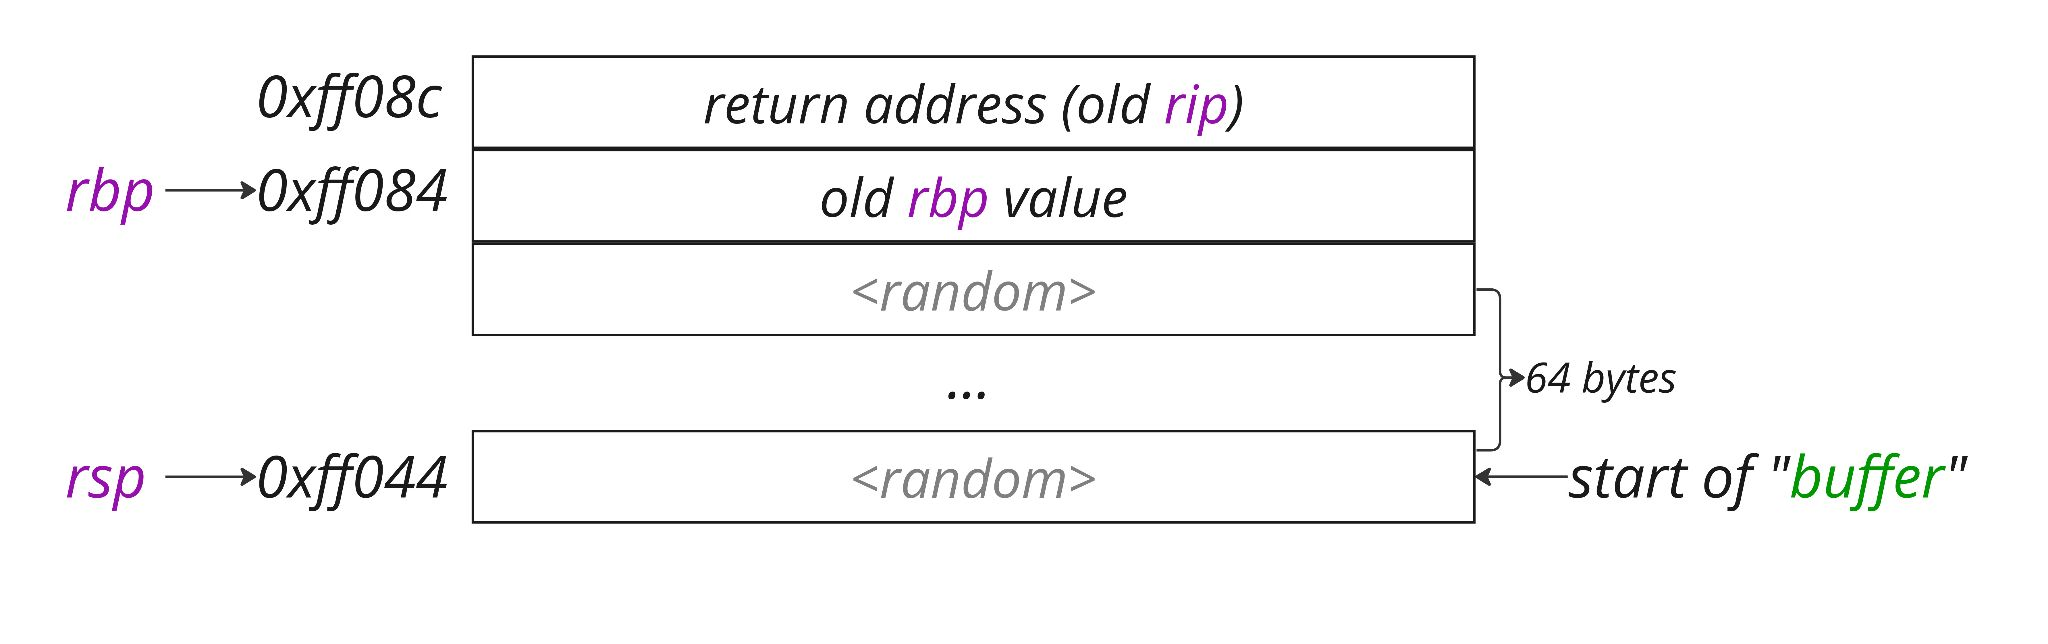 0xff08c return address (old rip)
rbp 0xff084 old rbp value
<random>
... 64 bytes
rsp 0xff044 <random> start of "buffer"